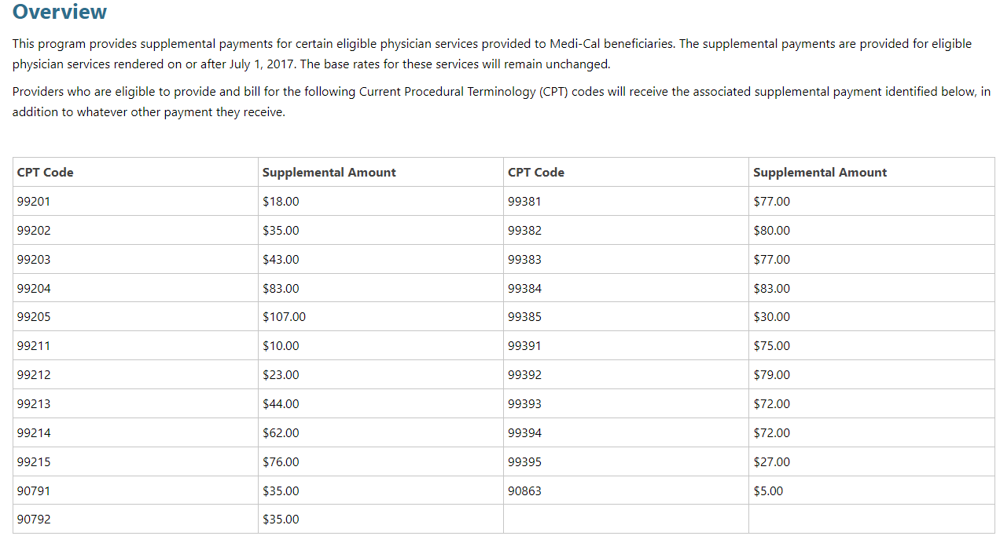 Overview
This program provides supplemental payments for certain eligible physician services provided to Medi-Cal beneficiaries. The supplemental payments are provided for eligible
physician services rendered on or after July 1, 2017. The base rates for these services will remain unchanged.
Providers who are eligible to provide and bill for the following Current Procedural Terminology (CPT) codes will receive the associated supplemental payment identified below, in
addition to whatever other payment they receive.
CPT Code Supplemental Amount CPT Code Supplemental Amount
99201 $18.00 99381 $77.00
99202 $35.00 99382 $80.00
99203 $43.00 99383 $77.00
99204 $83.00 99384 $83.00
99205 $107.00 99385 $30.00
99211 $10.00 99391 $75.00
99212 $23.00 99392 $79.00
99213 $44.00 99393 $72.00
99214 $62.00 99394 $72.00
99215 $76.00 99395 $27.00
90791 $35.00 90863 $5.00
90792 $35.00